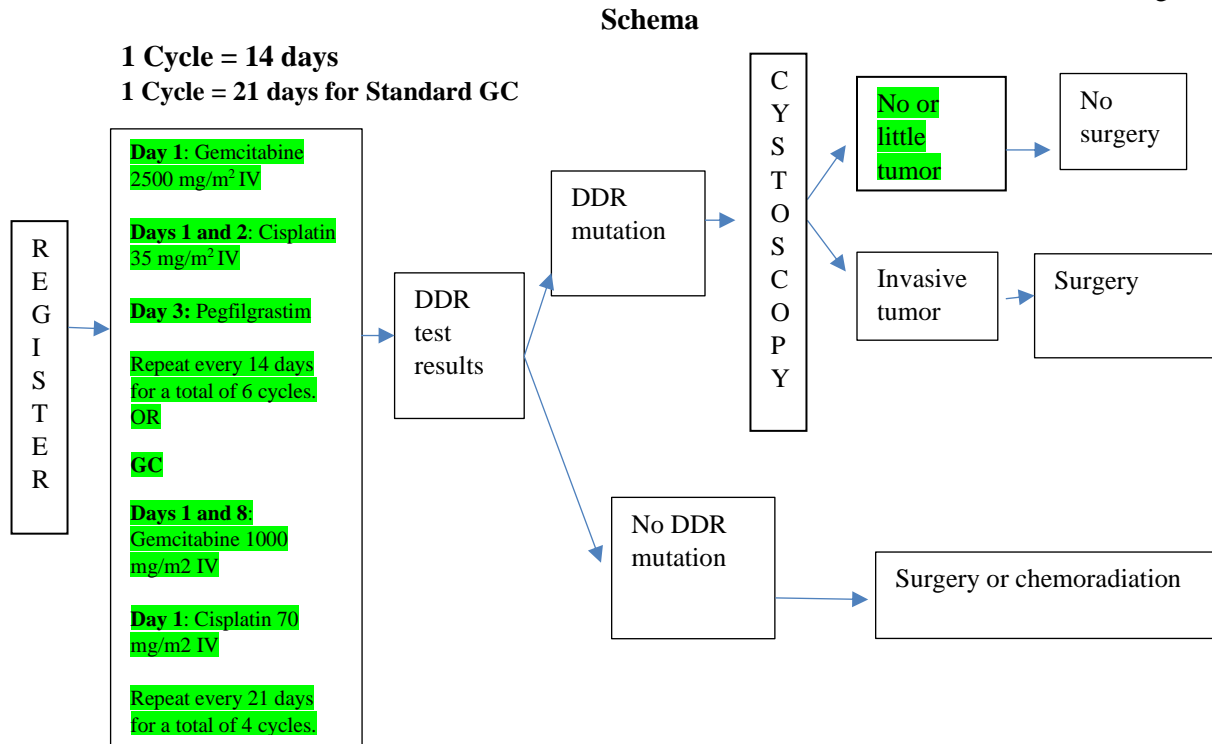 Schema
1 Cycle = 14 days
1 Cycle = 21 days for Standard GC
R
E
G
I
S
T
E
R
Day 1: Gemcitabine
2500 mg/m² IV
Days 1 and 2: Cisplatin
35 mg/m² IV
Day 3: Pegfilgrastim
Repeat every 14 days
for a total of 6 cycles.
OR
GC
Days 1 and 8:
Gemcitabine 1000
mg/m2 IV
Day 1: Cisplatin 70
mg/m2 IV
Repeat every 21 days
for a total of 4 cycles.
DDR
test
results
DDR
mutation
C
Y
S
T
O
S
C
O
P
Y
No or
little
tumor
No
surgery
Invasive
tumor
Surgery
No DDR
mutation
Surgery or chemoradiation